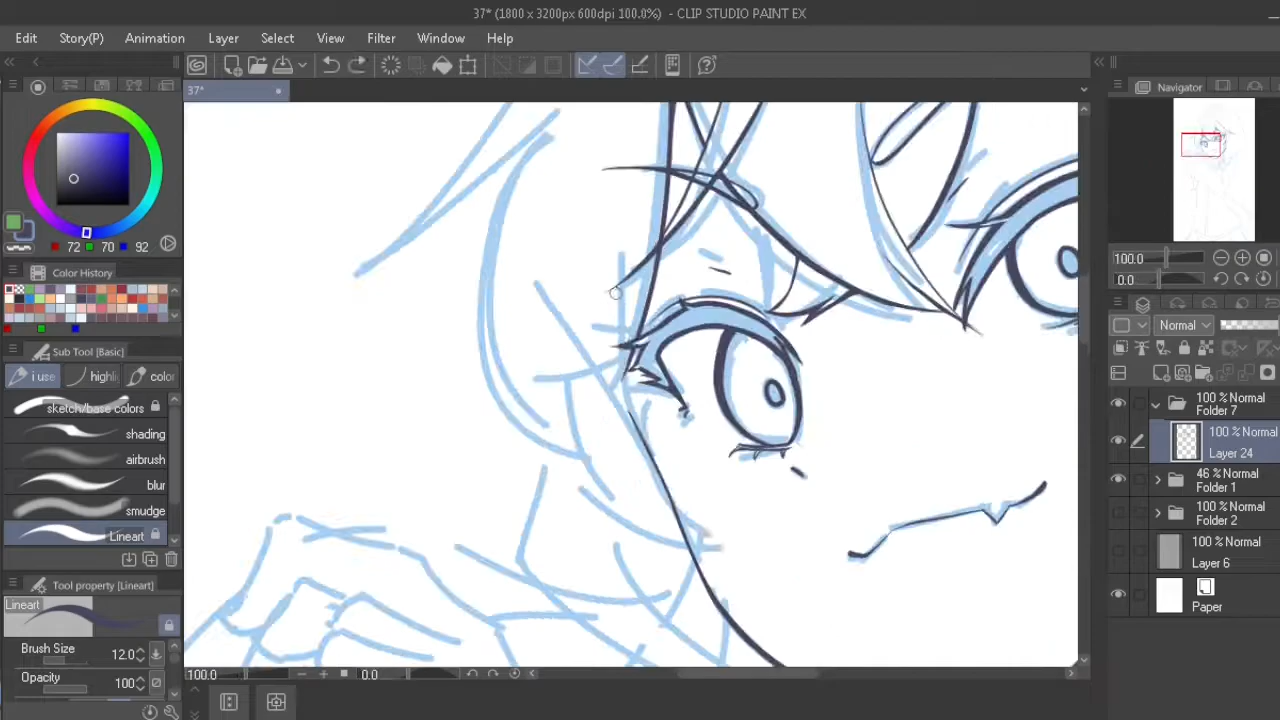 37* (1800 x 3200px 600dpi 100.0%) - CLIP STUDIO PAINT EX
Edit Story(P) Animation Layer Select View Filter Window Help
37*
Navigator
72 70 92
Color History
100.0
0.0
Sub Tool [Basic]
i use highli color
Normal
sketch/base colors
shading
airbrush
blur
smudge
Lineart
100 % Normal
Folder 7
100 % Normal
Layer 24
46 % Normal
Folder 1
100 % Normal
Folder 2
100 % Normal
Layer 6
Paper
Tool property [Lineart]
Lineart
Brush Size 12.0
Opacity 100
100.0 0.0